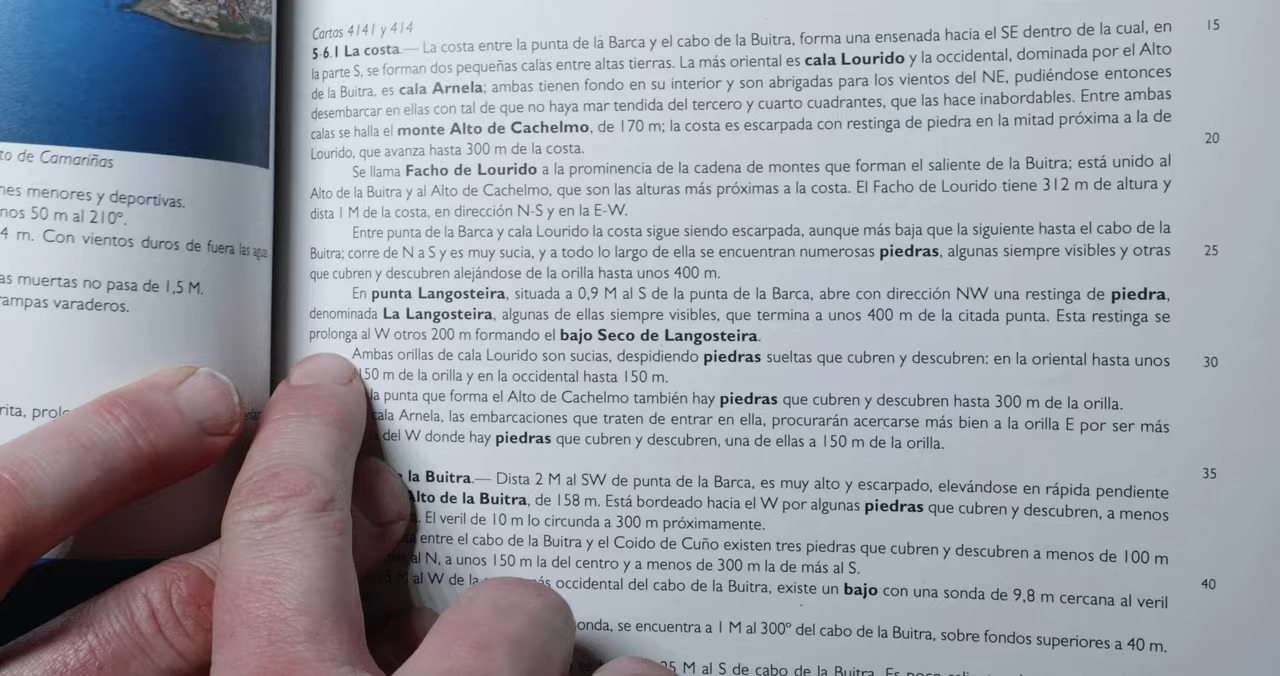 to de Camariñas
nes menores y deportivas.
nos 50 m al 210º.
4 m. Con vientos duros de fuera las
as muertas no pasa de 1,5 M.
rampas varaderos.
rita,
Cartas 4141 y 414
5·6.1 La costa.— La costa entre la punta de la Barca y el cabo de la Buitra, forma una ensenada hacia el SE dentro de la cual, en
la parte S, se forman dos pequeñas calas entre altas tierras. La más oriental es cala Lourido y la occidental, dominada por el Alto
de la Buitra, es cala Arnela; ambas tienen fondo en su interior y son abrigadas para los vientos del NE, pudiéndose entonces
desembarcar en ellas con tal de que no haya mar tendida del tercero y cuarto cuadrantes, que las hace inabordables. Entre ambas
calas se halla el monte Alto de Cachelmo, de 170 m; la costa es escarpada con restinga de piedra en la mitad próxima a la de
Lourido, que avanza hasta 300 m de la costa.
Se llama Facho de Lourido a la prominencia de la cadena de montes que forman el saliente de la Buitra; está unido al
Alto de la Buitra y al Alto de Cachelmo, que son las alturas más próximas a la costa. El Facho de Lourido tiene 312 m de altura y
dista 1 M de la costa, en dirección N-S y en la E-W.
Entre punta de la Barca y cala Lourido la costa sigue siendo escarpada, aunque más baja que la siguiente hasta el cabo de la
Buitra; corre de N a S y es muy sucia, y a todo lo largo de ella se encuentran numerosas piedras, algunas siempre visibles y otras
que cubren y descubren alejándose de la orilla hasta unos 400 m.
En punta Langosteira, situada a 0,9 M al S de la punta de la Barca, abre con dirección NW una restinga de piedra,
denominada La Langosteira, algunas de ellas siempre visibles, que termina a unos 400 m de la citada punta. Esta restinga se
prolonga al W otros 200 m formando el bajo Seco de Langosteira.
Ambas orillas de cala Lourido son sucias, despidiendo piedras sueltas que cubren y descubren: en la oriental hasta unos
150 m de la orilla y en la occidental hasta 150 m.
la punta que forma el Alto de Cachelmo también hay piedras que cubren y descubren hasta 300 m de la orilla.
cala Arnela, las embarcaciones que traten de entrar en ella, procurarán acercarse más bien a la orilla E por ser más
del W donde hay piedras que cubren y descubren, una de ellas a 150 m de la orilla.
la Buitra.— Dista 2 M al SW de punta de la Barca, es muy alto y escarpado, elevándose en rápida pendiente
Alto de la Buitra, de 158 m. Está bordeado hacia el W por algunas piedras que cubren y descubren, a menos
El veril de 10 m lo circunda a 300 m próximamente.
entre el cabo de la Buitra y el Coido de Cuño existen tres piedras que cubren y descubren a menos de 100 m
al N, a unos 150 m la del centro y a menos de 300 m la de más al S.
M al W de la más occidental del cabo de la Buitra, existe un bajo con una sonda de 9,8 m cercana al veril
onda, se encuentra a 1 M al 300º del cabo de la Buitra, sobre fondos superiores a 40 m.
25 M al S de cabo de la Buitra. Es poco
15
20
25
30
35
40